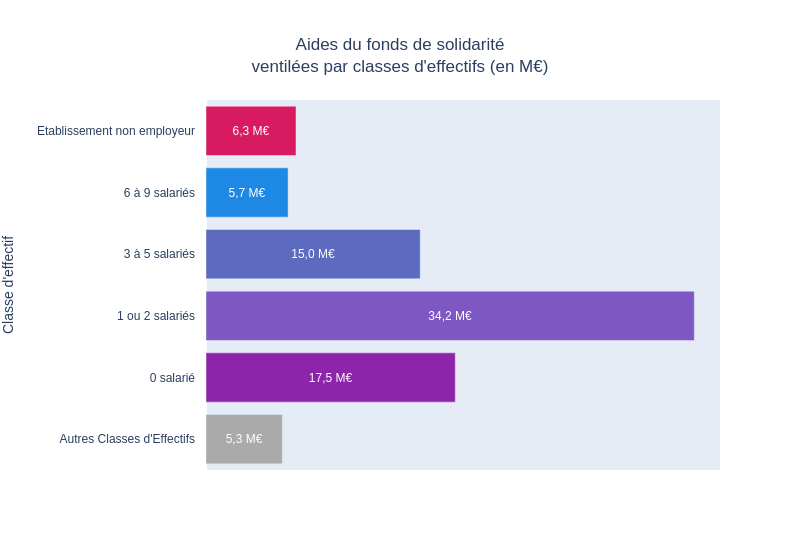 Aides du fonds de solidarité
ventilées par classes d'effectifs (en M€)
Classe d'effectif
Etablissement non employeur
6,3 M€
6 à 9 salariés
5,7 M€
3 à 5 salariés
15,0 M€
1 ou 2 salariés
34,2 M€
0 salarié
17,5 M€
Autres Classes d'Effectifs
5,3 M€